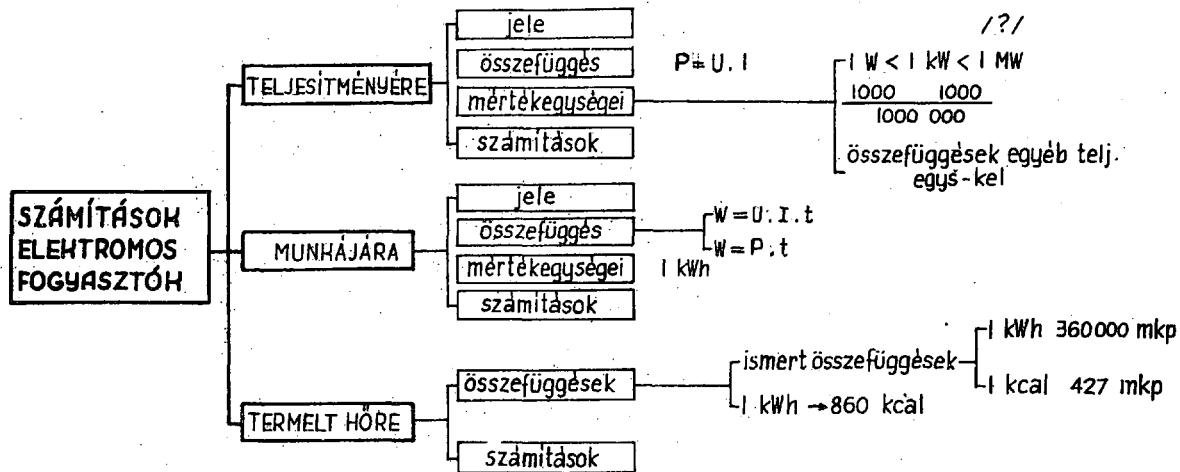 /?/
jele
összefüggés
P = U. I
mértékegységei
számítások
TELJESÍTMÉNYÉRE
1 W < 1 kW < 1 MW
1000 1000
1000 000
összefüggések egyéb telj.
egys-kel
SZÁMÍTÁSOK
ELEKTROMOS
FOGYASZTÓK
MUNKÁJÁRA
jele
összefüggés
W = U. I. t
W = P. t
mértékegységei
1 kWh
számítások
TERMELT HŐRE
összefüggések
ismert összefüggések
1 kWh 360000 mkp
1 kcal 427 mkp
1 kWh → 860 kcal
számítások